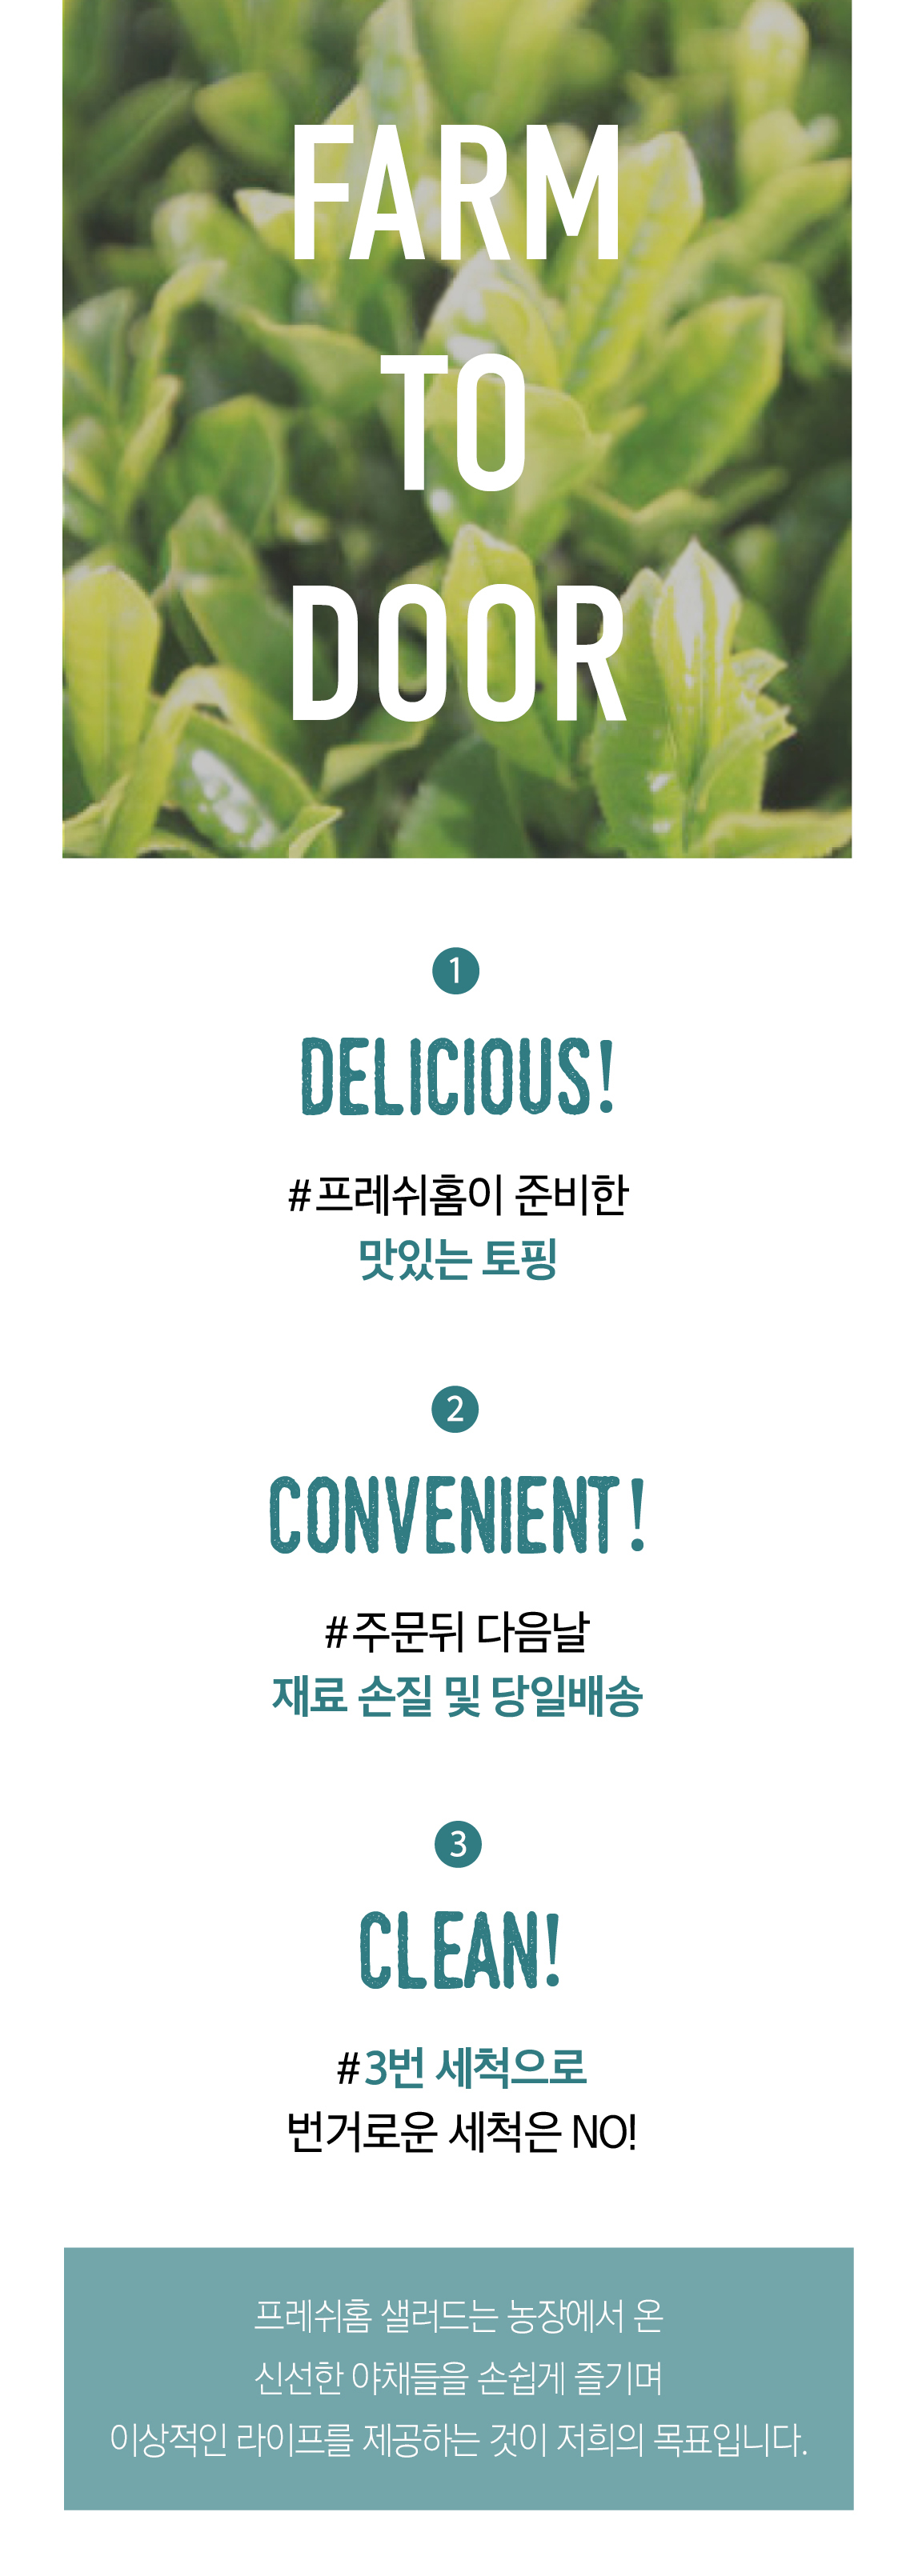 FARM
TO
DOOR
1
DELICIOUS!
#프레쉬홈이 준비한
맛있는 토핑
2
CONVENIENT!
#주문뒤 다음날
재료 손질 및 당일배송
3
CLEAN!
#3번 세척으로
번거로운 세척은 NO!
프레쉬홈 샐러드는 농장에서 온
신선한 야채들을 손쉽게 즐기며
이상적인 라이프를 제공하는 것이 저희의 목표입니다.